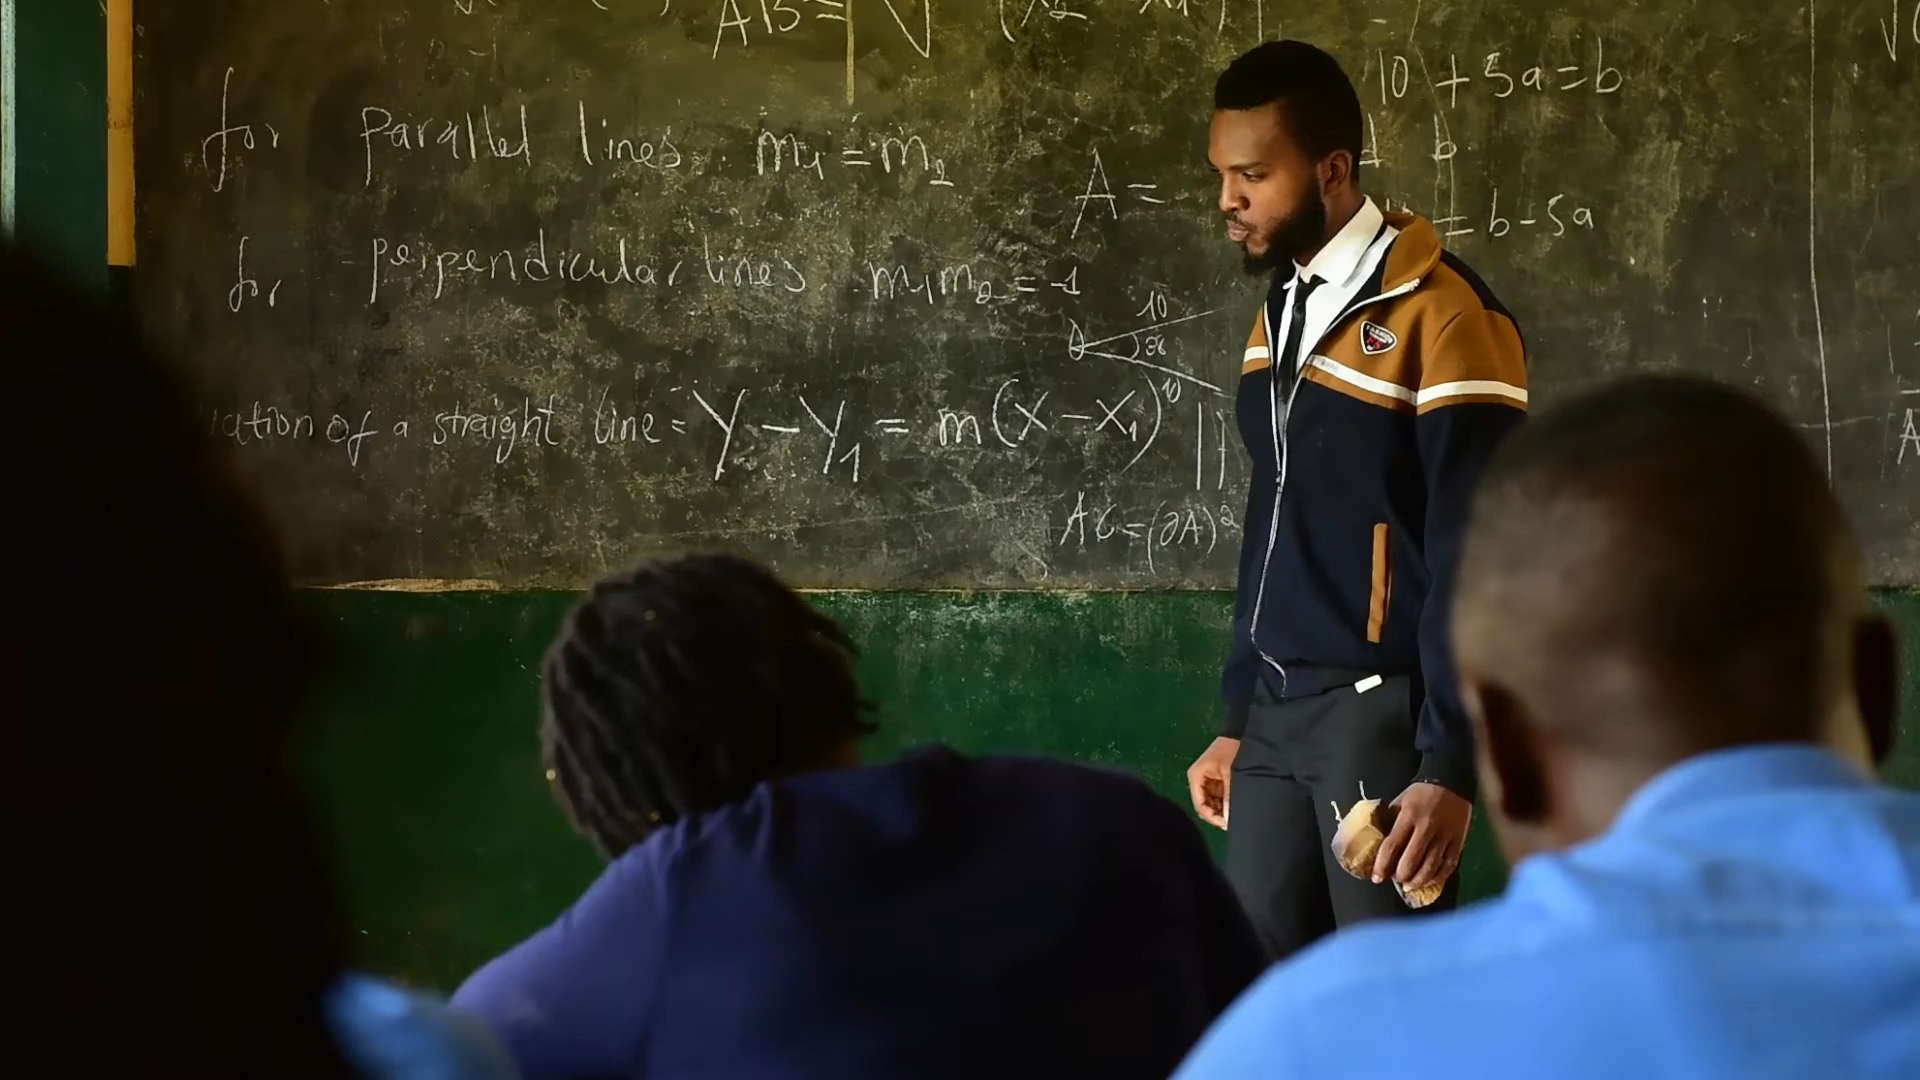 AB = √
for parallel lines. m₁ = m₂
for perpendicular lines m₁m₂ = -1
of a straight line = Y - Y₁ = m(X - X₁)
A =
10
10
AC = (OA)²
10 + 5a = b
b
= b - 5a